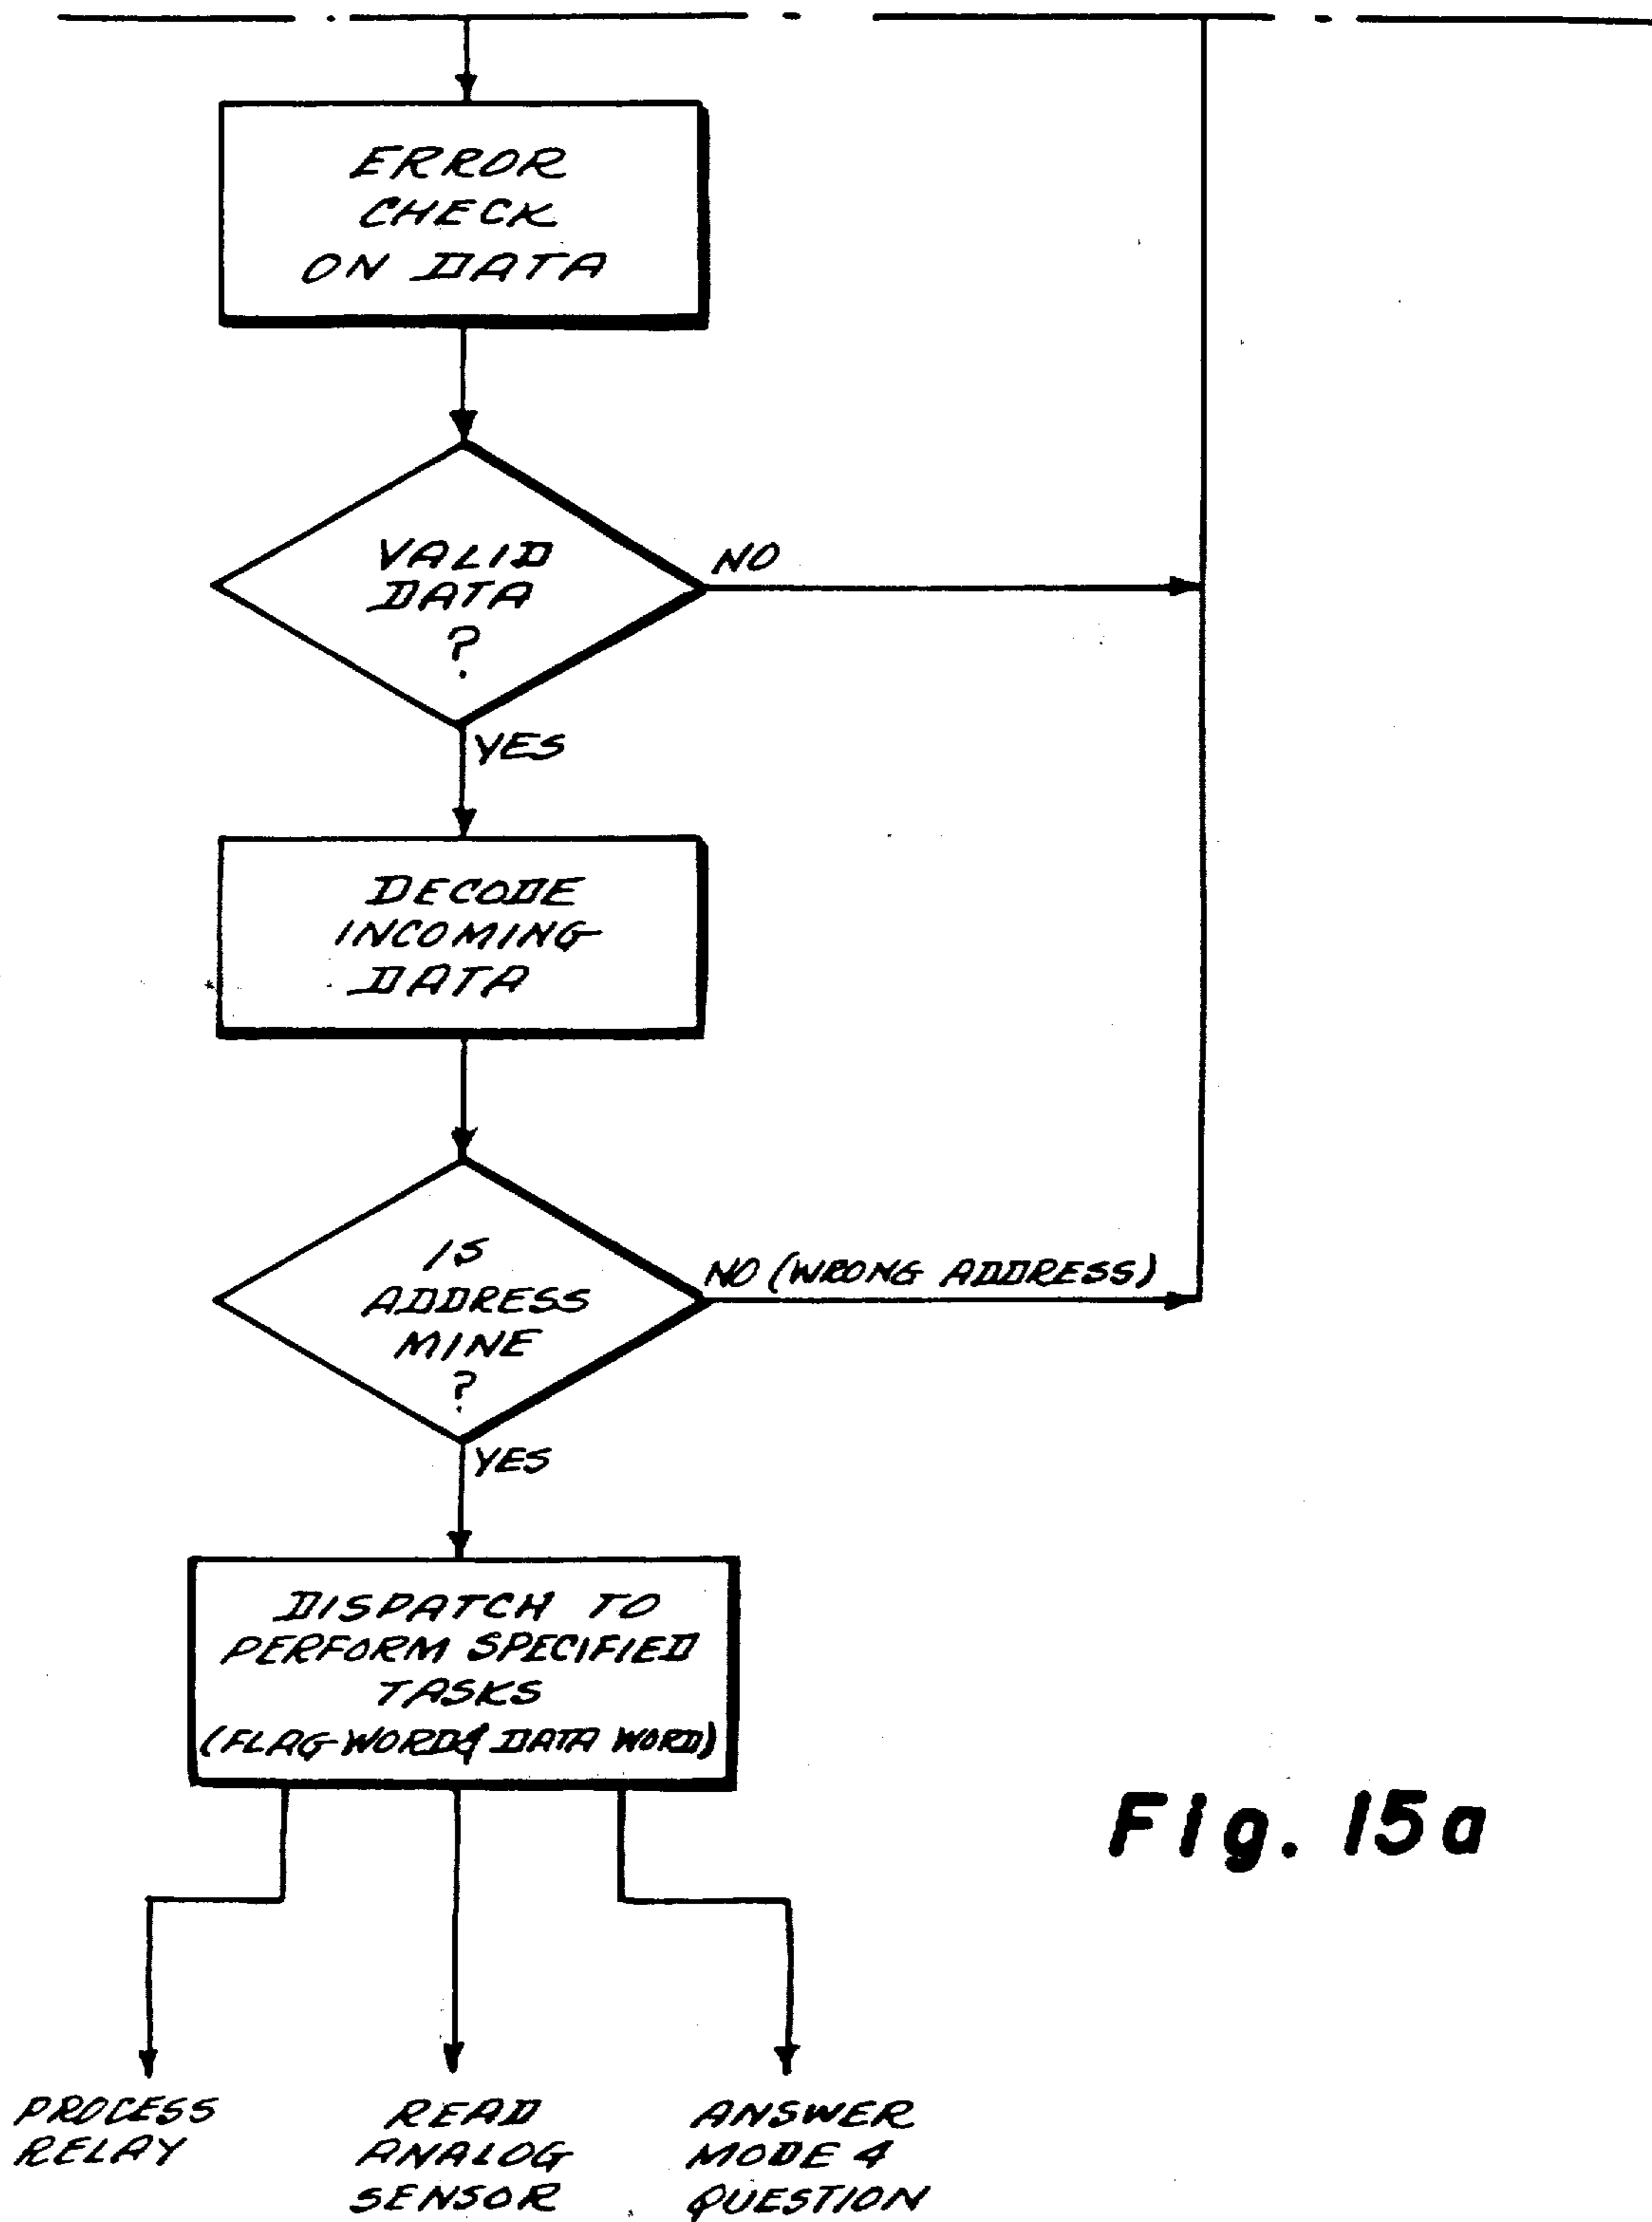 ERROR
CHECK
ON DATA
VALID
DATA
?
NO
YES
DECODE
INCOMING
DATA
IS
ADDRESS
MINE
?
NO (WRONG ADDRESS)
YES
DISPATCH TO
PERFORM SPECIFIED
TASKS
(FLAG WORD & DATA WORD)
Fig. 15a
PROCESS
RELAY
READ
ANALOG
SENSOR
ANSWER
MODE 4
QUESTION